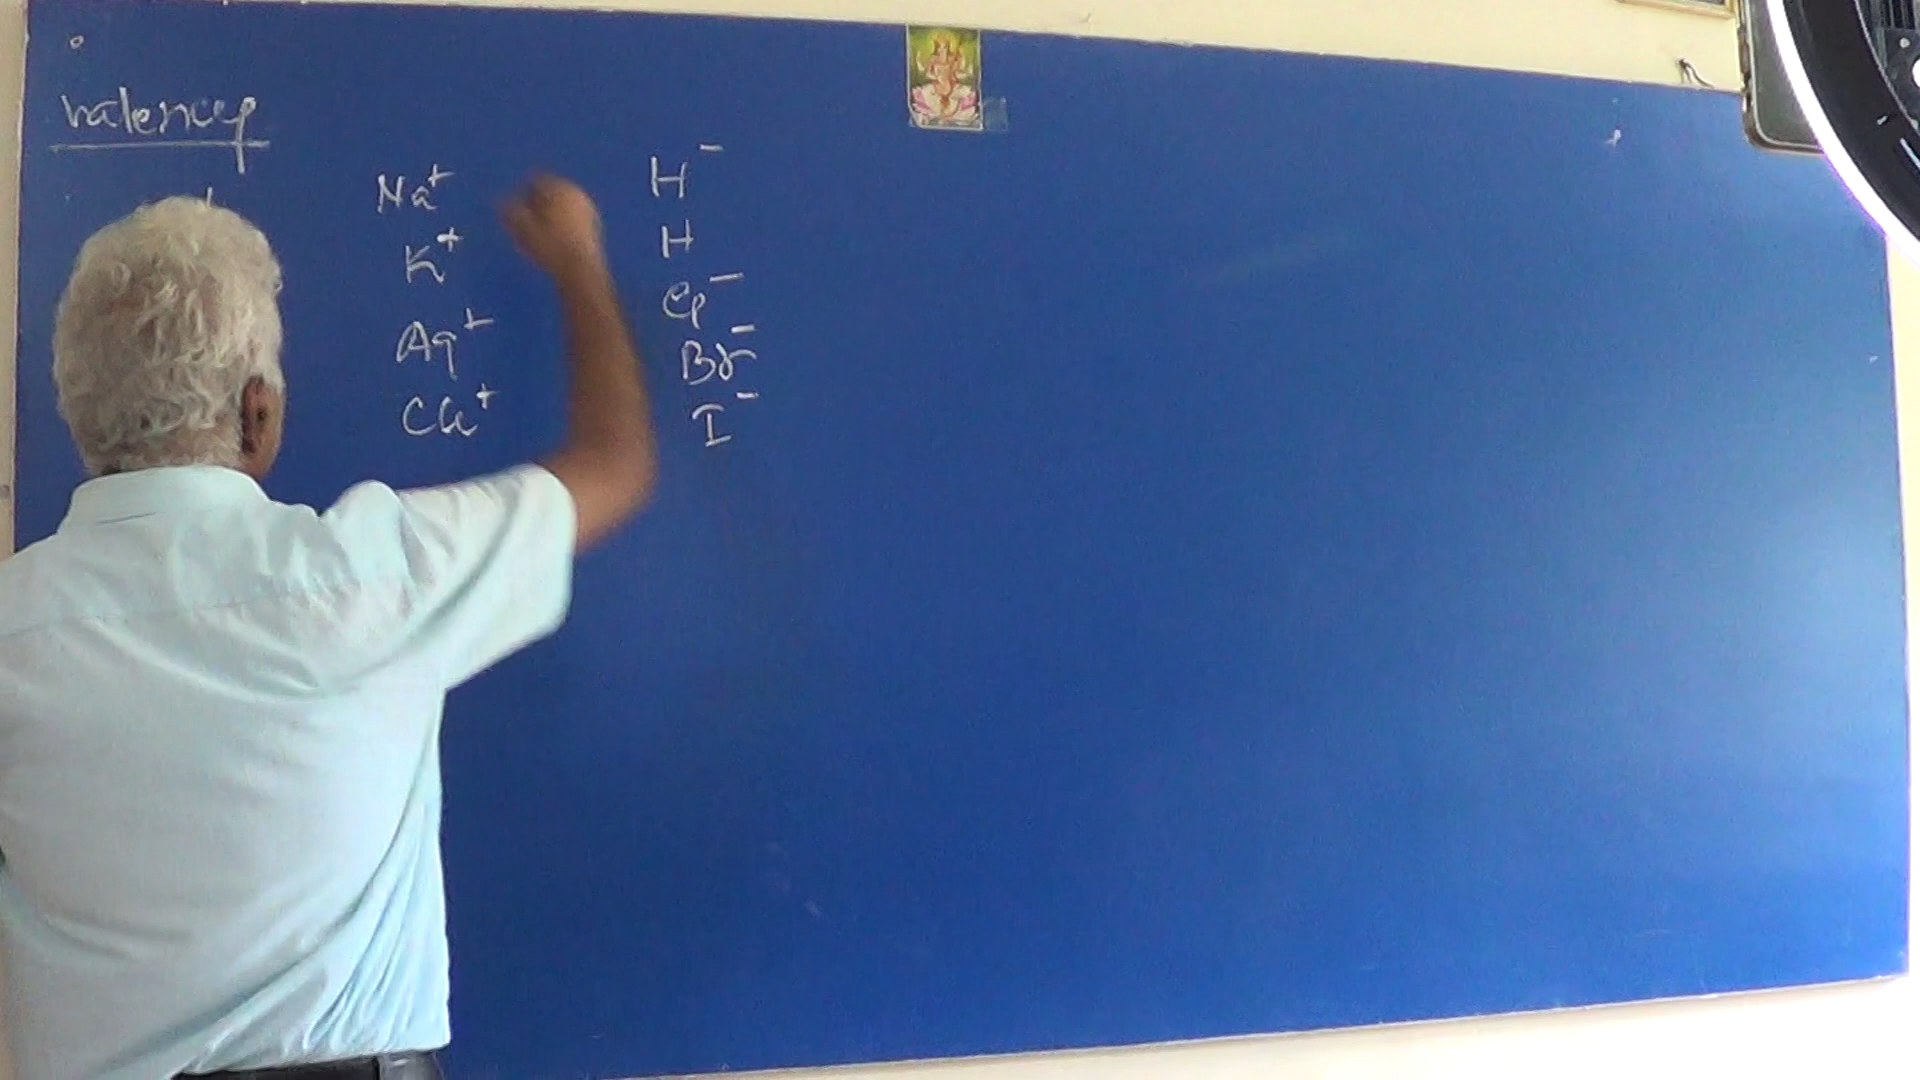 valency
Na⁺ H⁻
K⁺ H
Ag⁺ Cl⁻
Cu⁺ Br⁻
I⁻